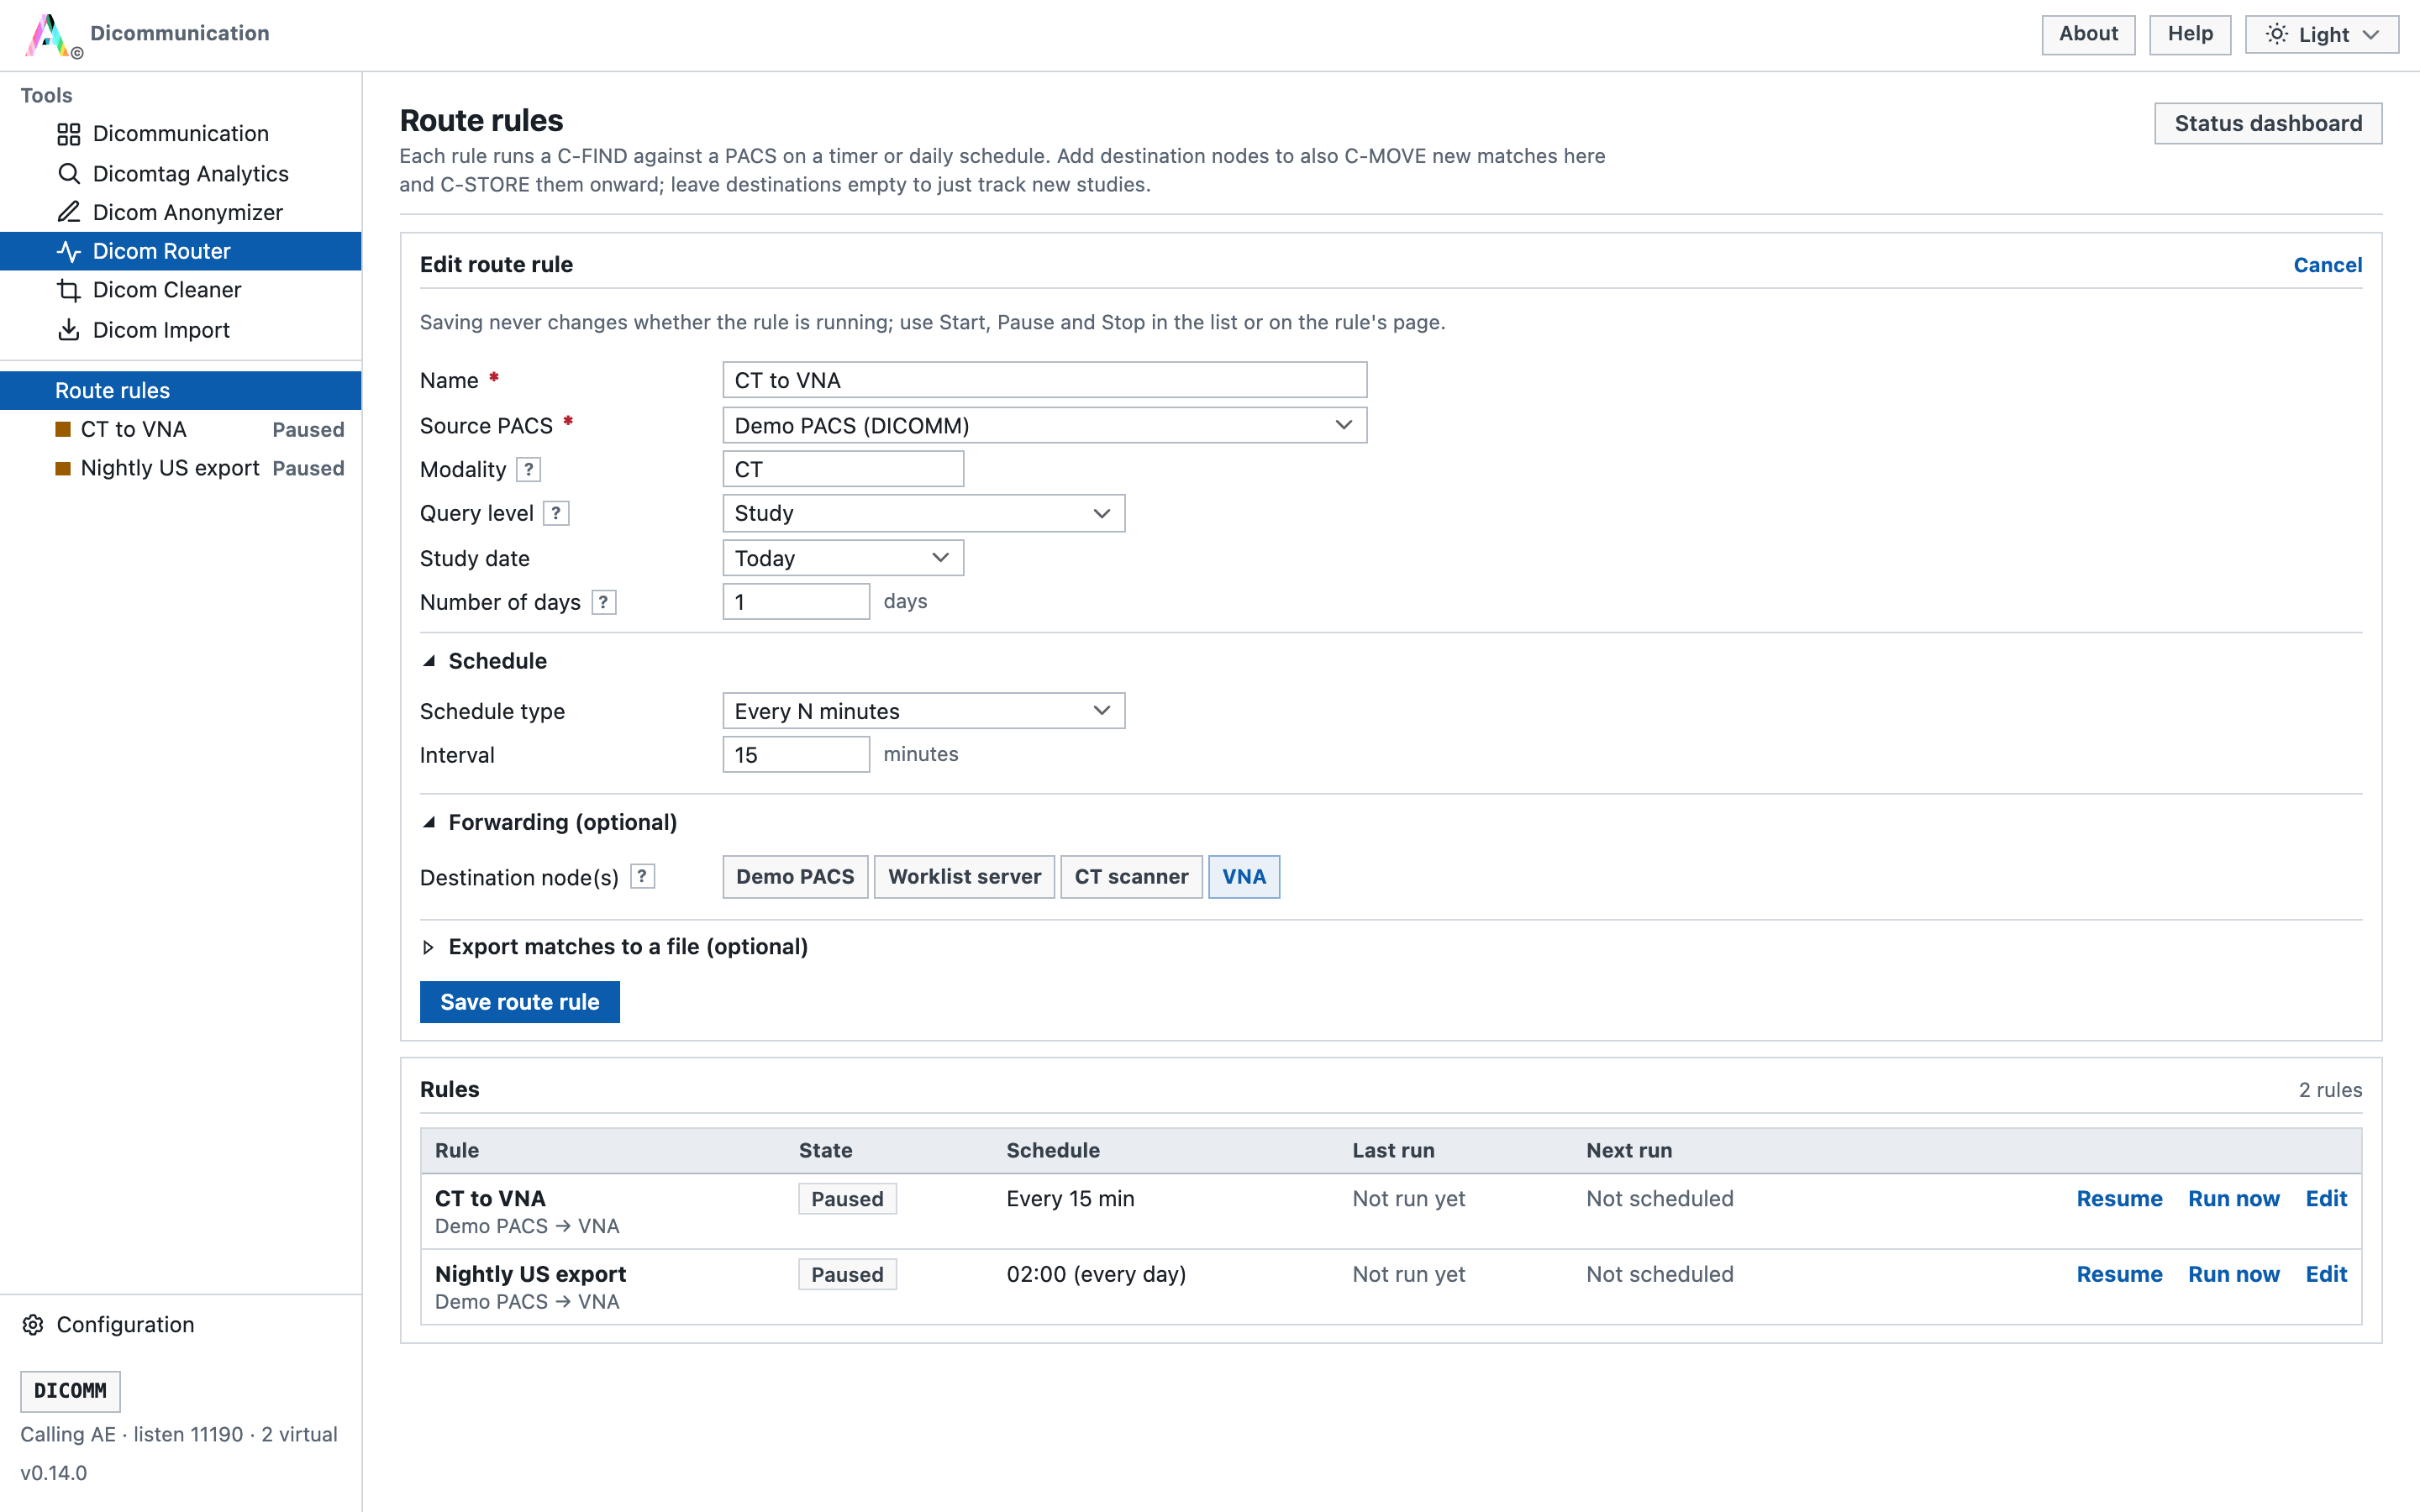 Dicommunication
About
Help
Light
Tools
Dicommunication
Dicomtag Analytics
Dicom Anonymizer
Dicom Router
Dicom Cleaner
Dicom Import
Route rules
CT to VNA Paused
Nightly US export Paused
Configuration
DICOMM
Calling AE · listen 11190 · 2 virtual
v0.14.0
Route rules
Status dashboard
Each rule runs a C-FIND against a PACS on a timer or daily schedule. Add destination nodes to also C-MOVE new matches here
and C-STORE them onward; leave destinations empty to just track new studies.
Edit route rule
Cancel
Saving never changes whether the rule is running; use Start, Pause and Stop in the list or on the rule's page.
Name * CT to VNA
Source PACS * Demo PACS (DICOMM)
Modality ? CT
Query level ? Study
Study date Today
Number of days ? 1 days
Schedule
Schedule type Every N minutes
Interval 15 minutes
Forwarding (optional)
Destination node(s) ? Demo PACS Worklist server CT scanner VNA
Export matches to a file (optional)
Save route rule
Rules
2 rules
Rule State Schedule Last run Next run
CT to VNA Paused Every 15 min Not run yet Not scheduled Resume Run now Edit
Demo PACS → VNA
Nightly US export Paused 02:00 (every day) Not run yet Not scheduled Resume Run now Edit
Demo PACS → VNA